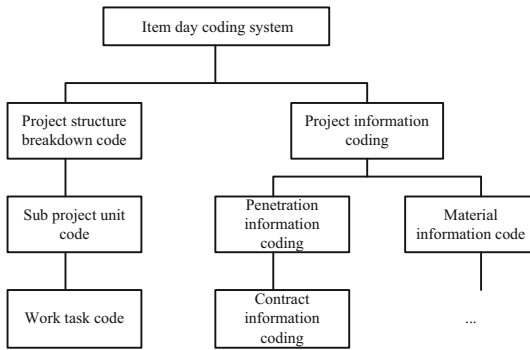 Item day coding system
Project structure
breakdown code
Project information
coding
Sub project unit
code
Penetration
information
coding
Material
information code
Work task code
Contract
information
coding
...